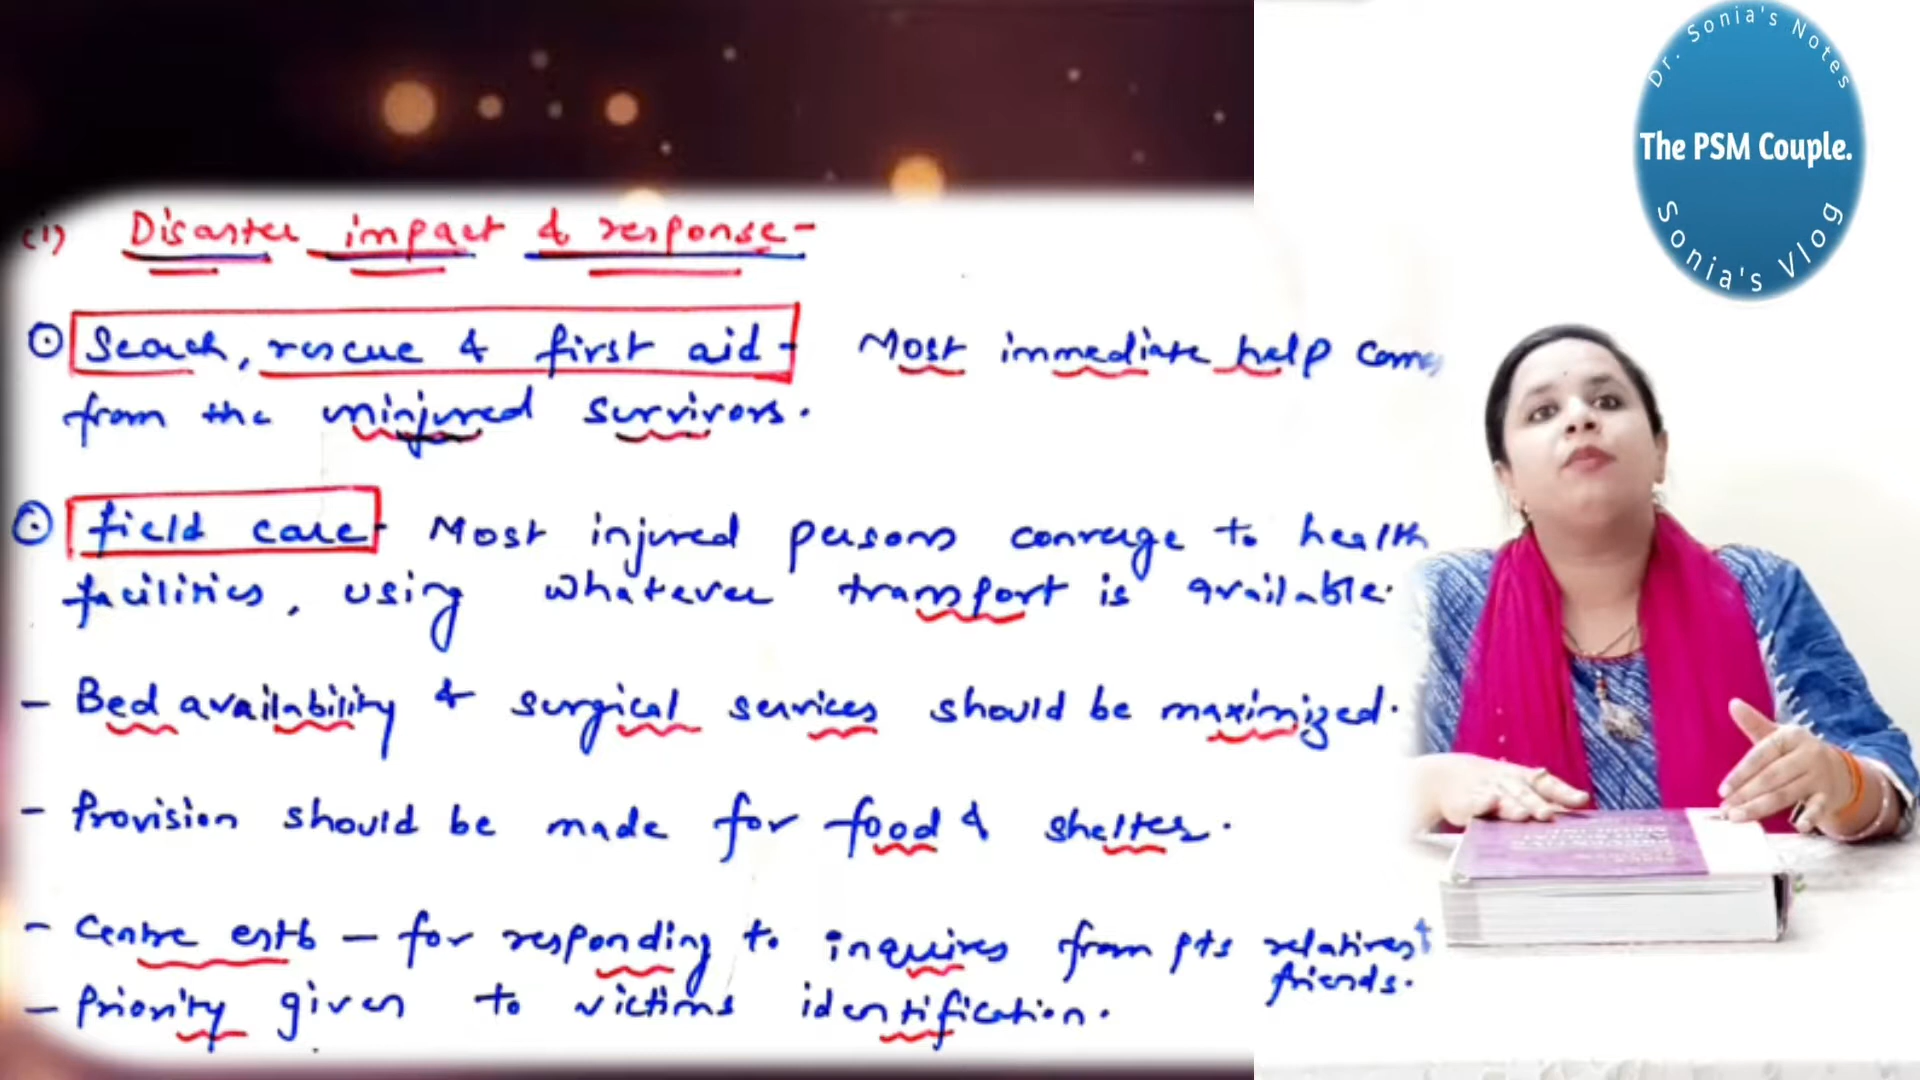 Dr. Sonia's Notes
The PSM Couple.
Sonia's Vlog
(i) Disaster impact & response-
Search, rescue & first aid- Most immediate help comes
from the uninjured survivors.
field care- Most injured persons converge to health
facilities, using whatever transport is available.
- Bed availability & surgical services should be maximized.
- Provision should be made for food & shelter.
- Centre estb - for responding to inquires from pts relatives &
friends.
- Priority given to victims identification.